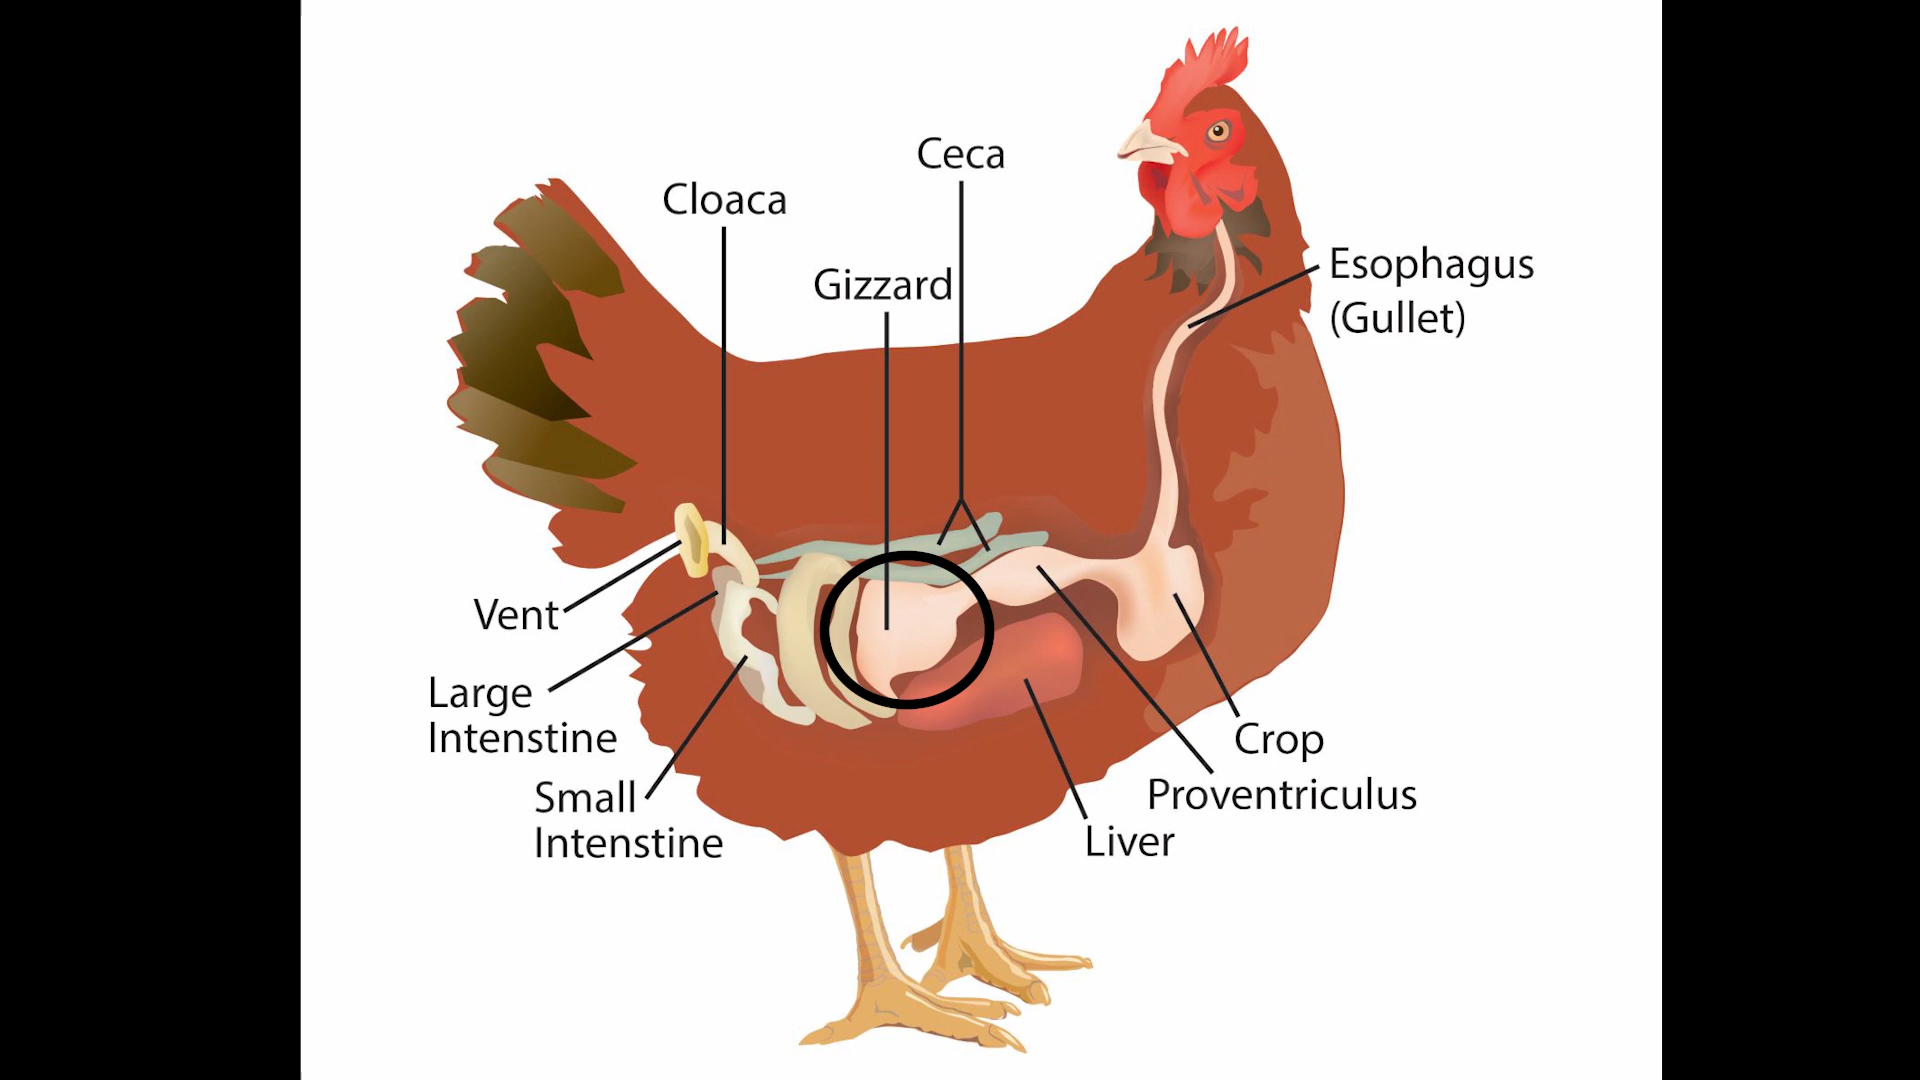 Ceca
Cloaca
Gizzard
Esophagus
(Gullet)
Vent
Large
Intenstine
Small
Intenstine
Crop
Proventriculus
Liver